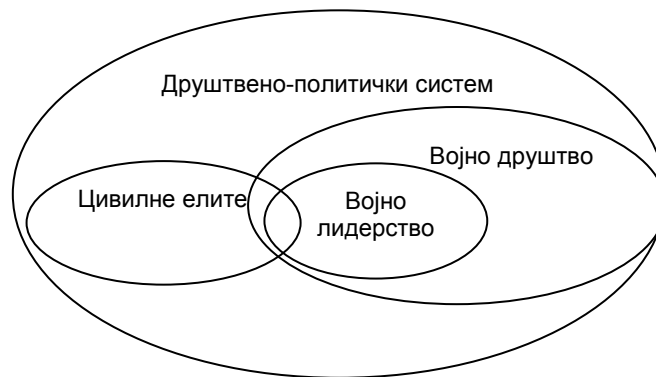 Друштвено-политички систем
Војно друштво
Цивилне елите
Војно
лидерство